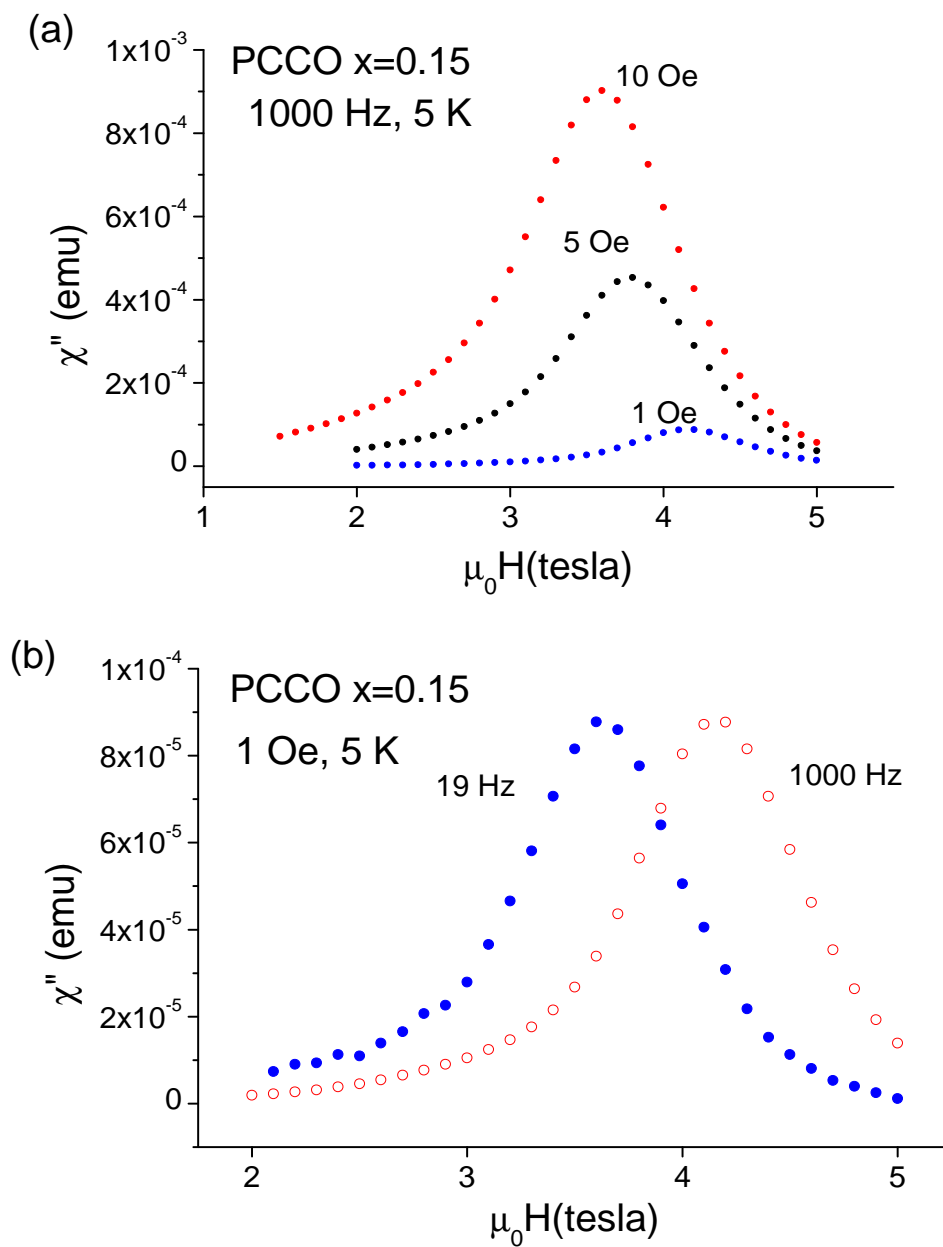 (a)
PCCO x=0.15
1000 Hz, 5 K
10 Oe
5 Oe
1 Oe
1x10⁻³
8x10⁻⁴
6x10⁻⁴
4x10⁻⁴
2x10⁻⁴
0
χ" (emu)
1 2 3 4 5
μ₀H(tesla)
(b)
PCCO x=0.15
1 Oe, 5 K
19 Hz
1000 Hz
1x10⁻⁴
8x10⁻⁵
6x10⁻⁵
4x10⁻⁵
2x10⁻⁵
0
χ" (emu)
2 3 4 5
μ₀H(tesla)